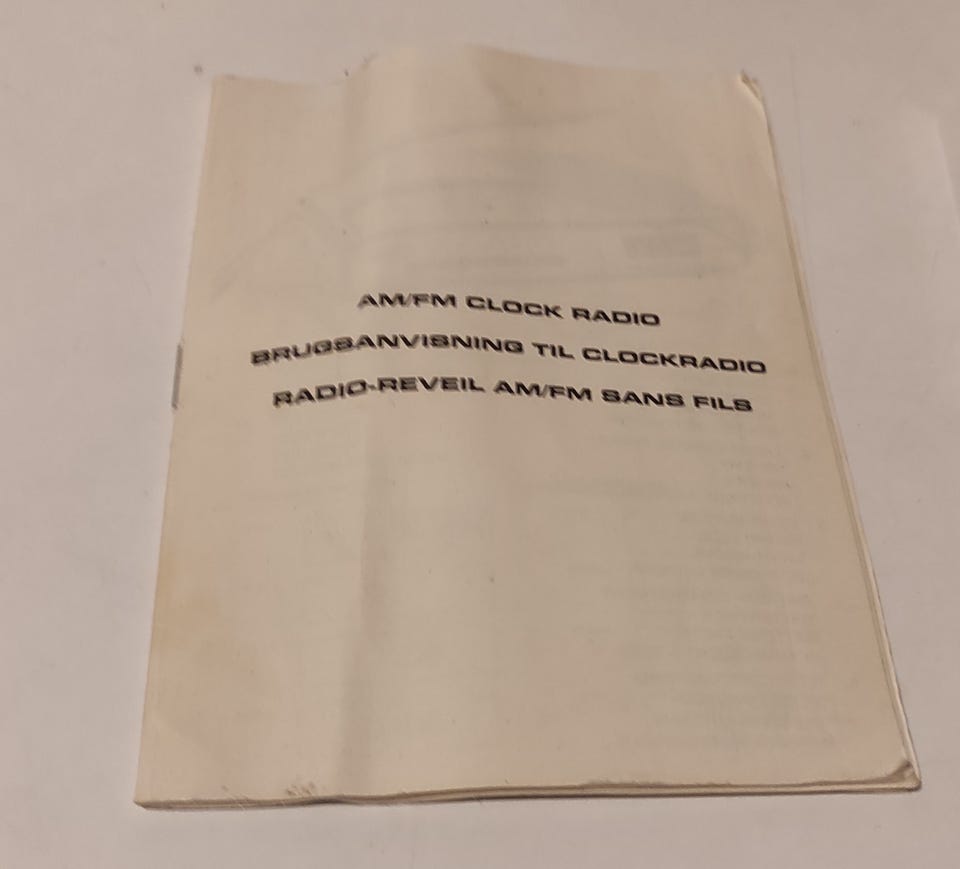 AM/FM CLOCK RADIO
BRUGSANVISNING TIL CLOCKRADIO
RADIO-REVEIL AM/FM SANS FILS